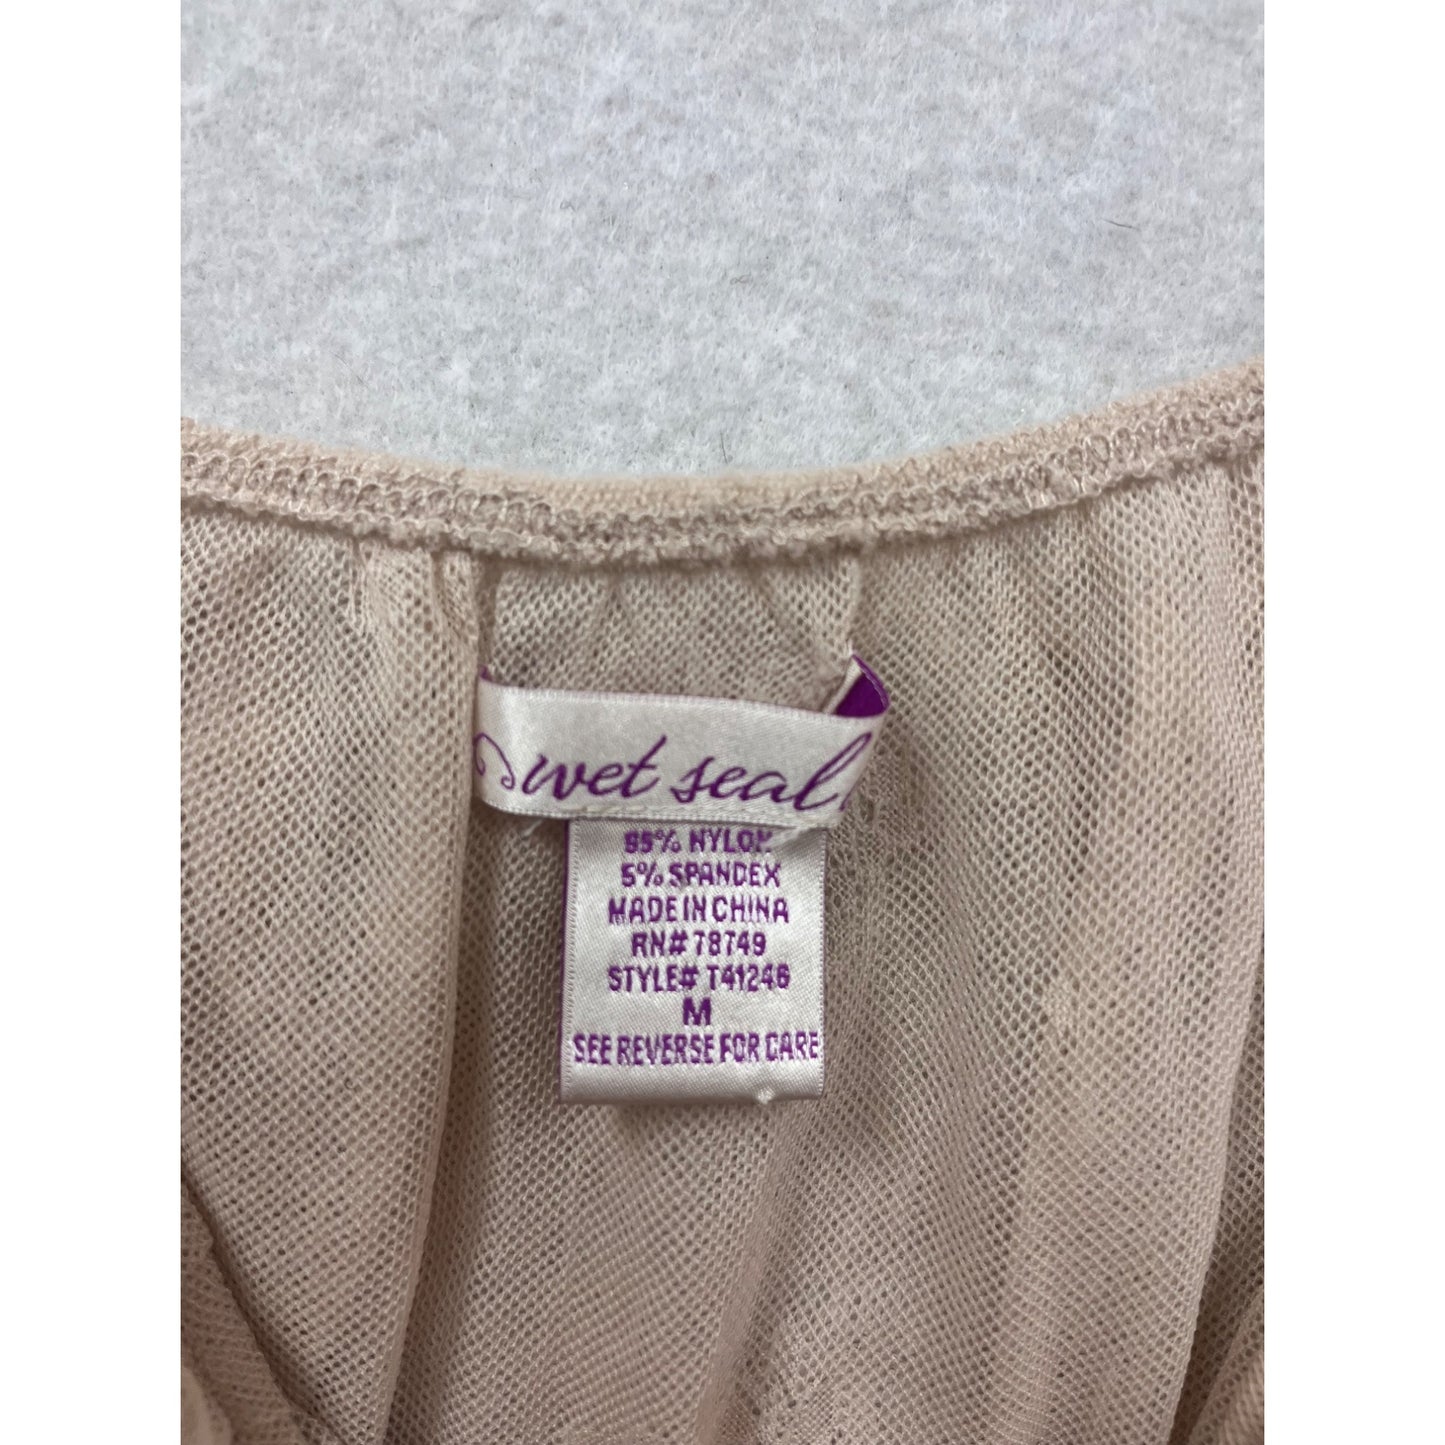 wet seal
95% NYLON
5% SPANDEX
MADE IN CHINA
RN# 78749
STYLE# T41246
M
SEE REVERSE FOR CARE